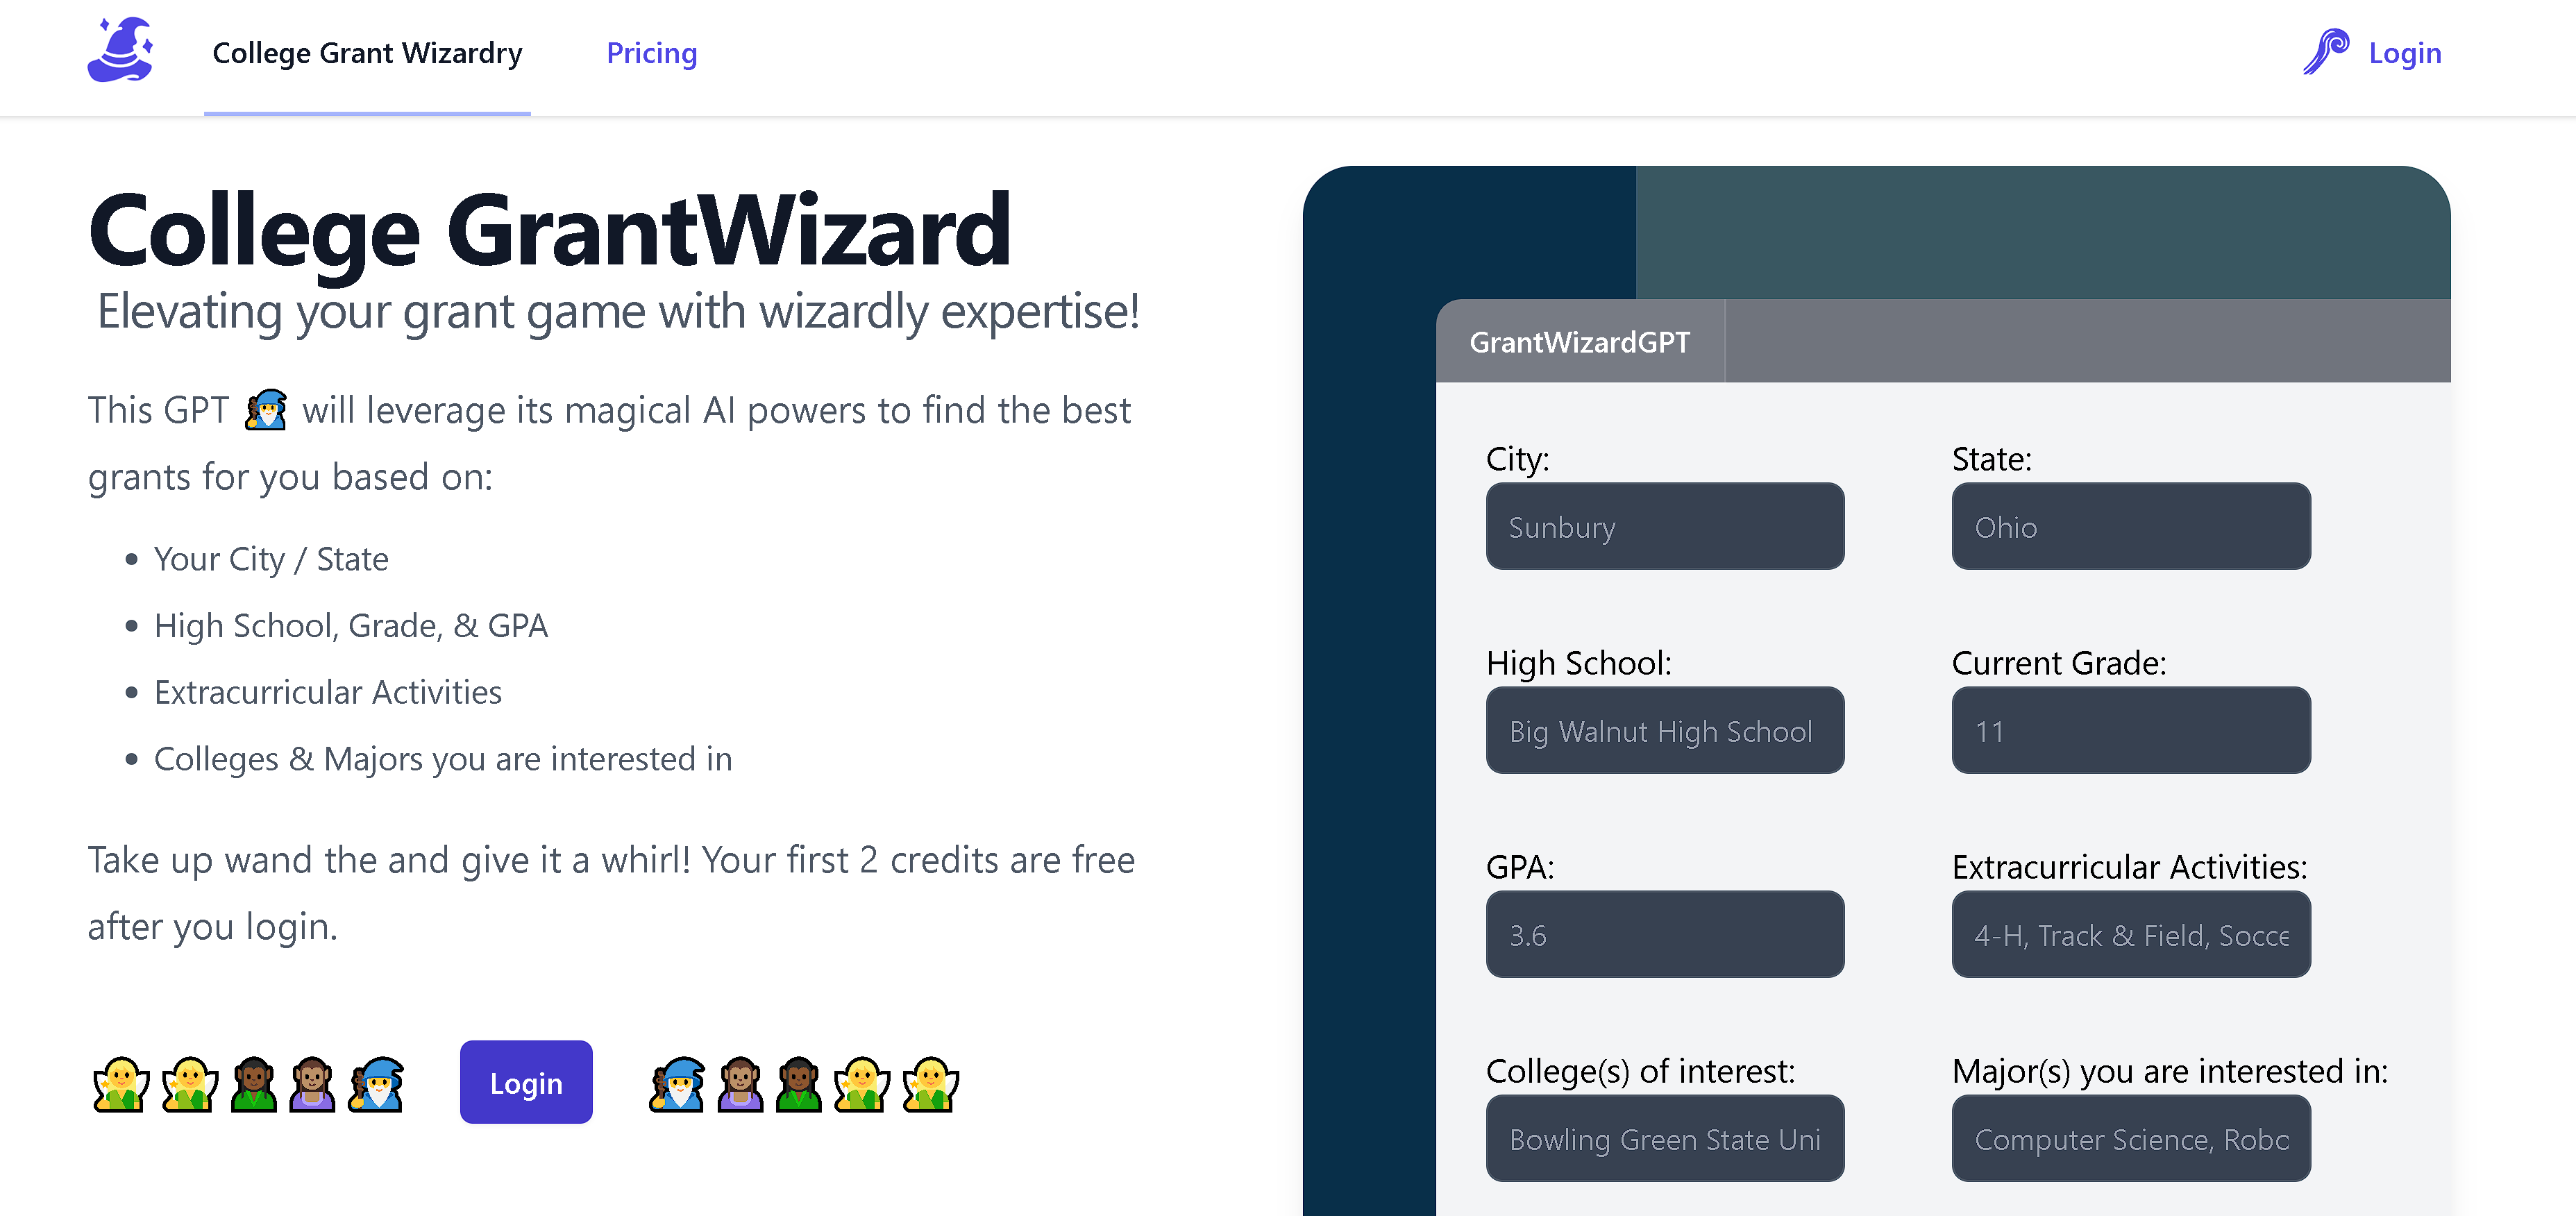 College Grant Wizardry
Pricing
Login
College GrantWizard
Elevating your grant game with wizardly expertise!
This GPT 🧙‍♂️ will leverage its magical AI powers to find the best
grants for you based on:
• Your City / State
• High School, Grade, & GPA
• Extracurricular Activities
• Colleges & Majors you are interested in
Take up wand the and give it a whirl! Your first 2 credits are free
after you login.
Login
GrantWizardGPT
City:
Sunbury
State:
Ohio
High School:
Big Walnut High School
Current Grade:
11
GPA:
3.6
Extracurricular Activities:
4-H, Track & Field, Socce
College(s) of interest:
Bowling Green State Uni
Major(s) you are interested in:
Computer Science, Robo